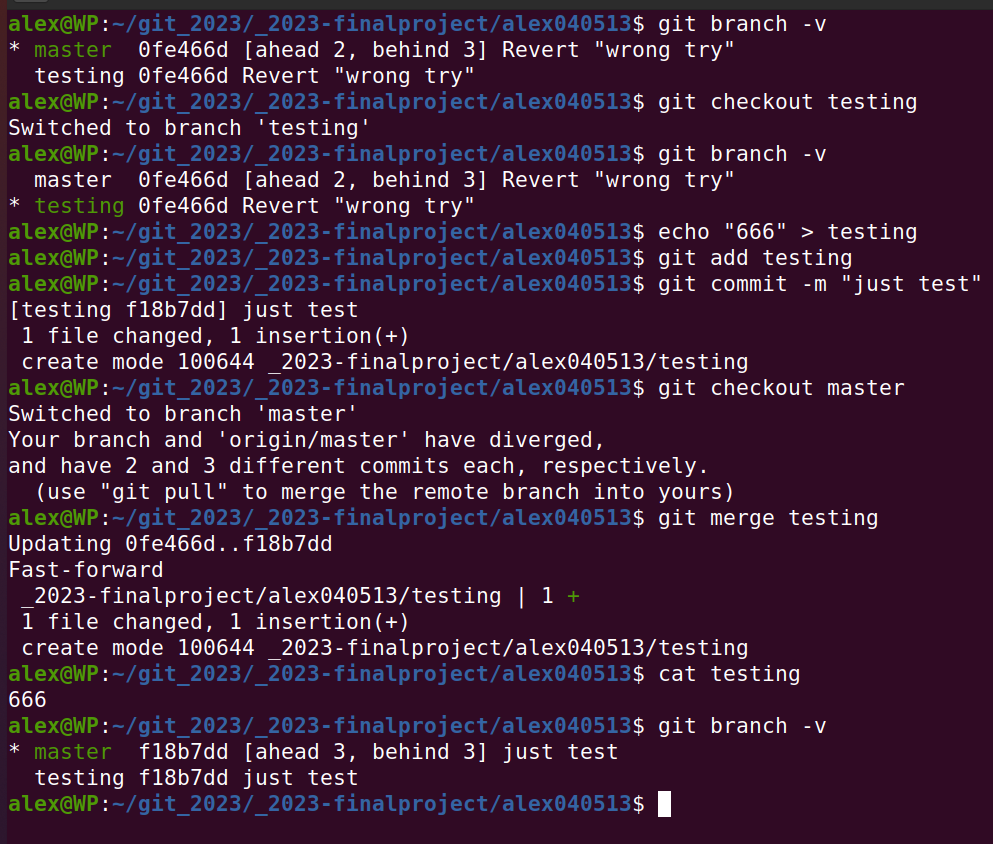 alex@WP:~/git_2023/_2023-finalproject/alex040513$ git branch -v
* master  0fe466d [ahead 2, behind 3] Revert "wrong try"
  testing 0fe466d Revert "wrong try"
alex@WP:~/git_2023/_2023-finalproject/alex040513$ git checkout testing
Switched to branch 'testing'
alex@WP:~/git_2023/_2023-finalproject/alex040513$ git branch -v
  master  0fe466d [ahead 2, behind 3] Revert "wrong try"
* testing 0fe466d Revert "wrong try"
alex@WP:~/git_2023/_2023-finalproject/alex040513$ echo "666" > testing
alex@WP:~/git_2023/_2023-finalproject/alex040513$ git add testing
alex@WP:~/git_2023/_2023-finalproject/alex040513$ git commit -m "just test"
[testing f18b7dd] just test
 1 file changed, 1 insertion(+)
 create mode 100644 _2023-finalproject/alex040513/testing
alex@WP:~/git_2023/_2023-finalproject/alex040513$ git checkout master
Switched to branch 'master'
Your branch and 'origin/master' have diverged,
and have 2 and 3 different commits each, respectively.
  (use "git pull" to merge the remote branch into yours)
alex@WP:~/git_2023/_2023-finalproject/alex040513$ git merge testing
Updating 0fe466d..f18b7dd
Fast-forward
 _2023-finalproject/alex040513/testing | 1 +
 1 file changed, 1 insertion(+)
 create mode 100644 _2023-finalproject/alex040513/testing
alex@WP:~/git_2023/_2023-finalproject/alex040513$ cat testing
666
alex@WP:~/git_2023/_2023-finalproject/alex040513$ git branch -v
* master  f18b7dd [ahead 3, behind 3] just test
  testing f18b7dd just test
alex@WP:~/git_2023/_2023-finalproject/alex040513$